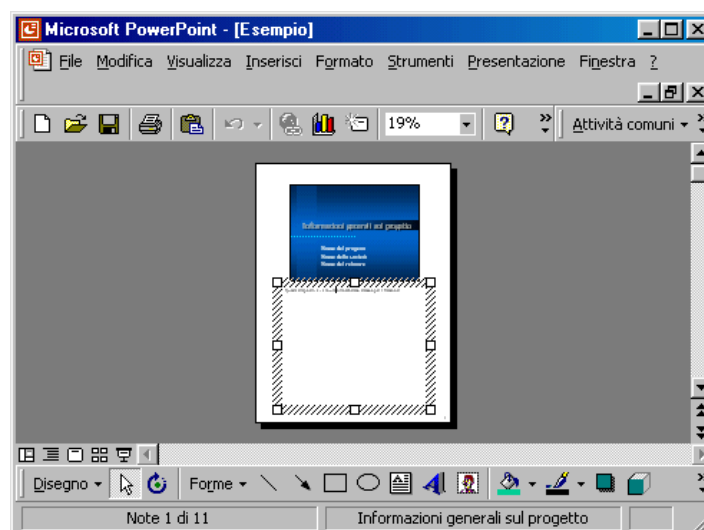 Microsoft PowerPoint - [Esempio]
File Modifica Visualizza Inserisci Formato Strumenti Presentazione Finestra ?
19% Attività comuni
Informazioni generali sul progetto
Nome del progetto
Nome della società
Nome del relatore
Disegno Forme
Note 1 di 11 Informazioni generali sul progetto